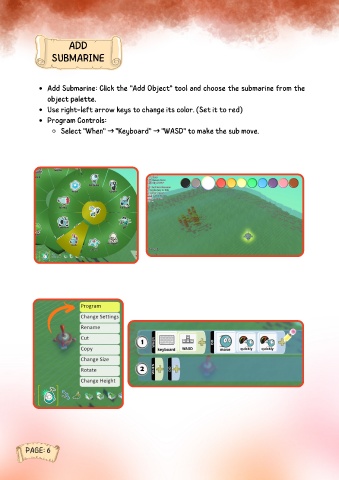 ADD
SUBMARINE
• Add Submarine: Click the "Add Object" tool and choose the submarine from the
object palette.
• Use right-left arrow keys to change its color. (Set it to red)
• Program Controls:
○ Select "When" → "Keyboard" → "WASD" to make the sub move.
Program
Change Settings
Rename
Cut
Copy
Change Size
Rotate
Change Height
1
keyboard WASD move quickly quickly
2
PAGE: 6